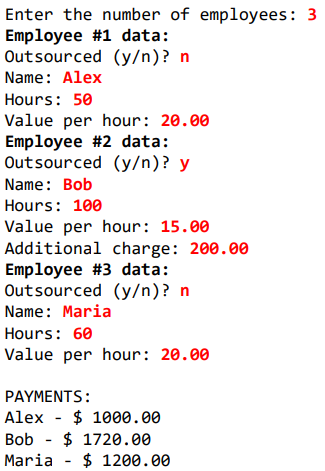 Enter the number of employees: 3
Employee #1 data:
Outsourced (y/n)? n
Name: Alex
Hours: 50
Value per hour: 20.00
Employee #2 data:
Outsourced (y/n)? y
Name: Bob
Hours: 100
Value per hour: 15.00
Additional charge: 200.00
Employee #3 data:
Outsourced (y/n)? n
Name: Maria
Hours: 60
Value per hour: 20.00
PAYMENTS:
Alex - $ 1000.00
Bob - $ 1720.00
Maria - $ 1200.00